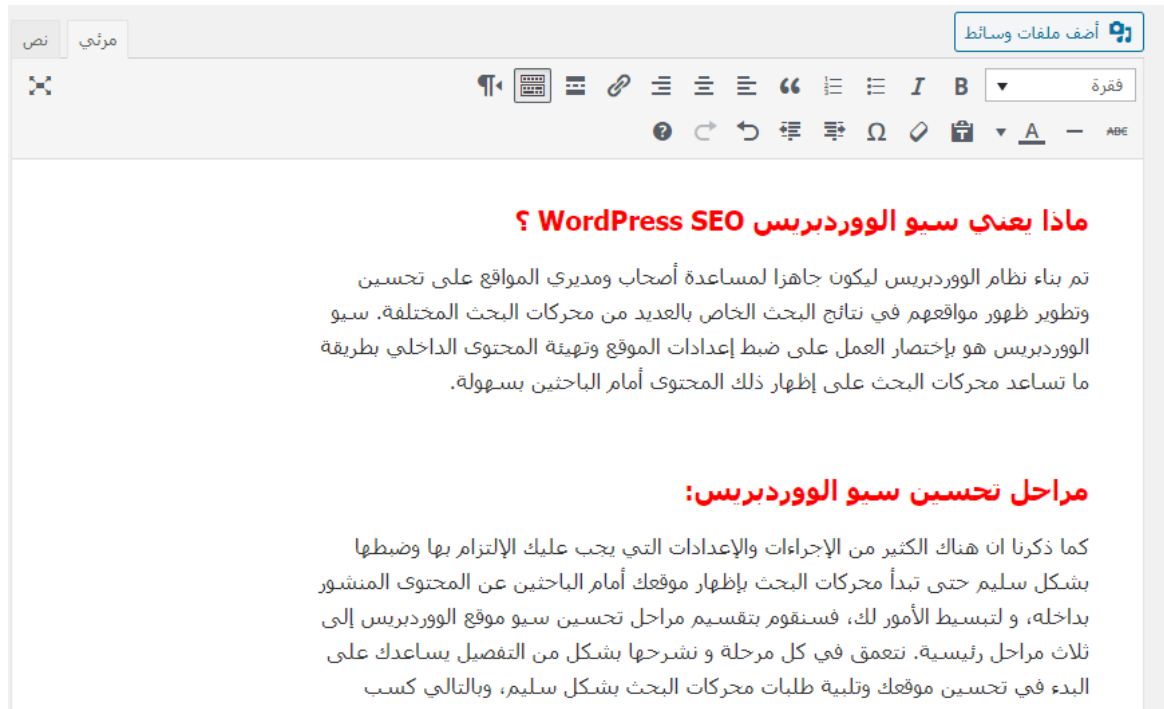 أضف ملفات وسائط
مرئي
نص
فقرة
B I
ABC A Ω
ماذا يعني سيو الووردبريس WordPress SEO ؟
تم بناء نظام الووردبريس ليكون جاهزا لمساعدة أصحاب ومديري المواقع على تحسين
وتطوير ظهور مواقعهم في نتائج البحث الخاص بالعديد من محركات البحث المختلفة. سيو
الووردبريس هو بإختصار العمل على ضبط إعدادات الموقع وتهيئة المحتوى الداخلي بطريقة
ما تساعد محركات البحث على إظهار ذلك المحتوى أمام الباحثين بسهولة.
مراحل تحسين سيو الووردبريس:
كما ذكرنا ان هناك الكثير من الإجراءات والإعدادات التي يجب عليك الإلتزام بها وضبطها
بشكل سليم حتى تبدأ محركات البحث بإظهار موقعك أمام الباحثين عن المحتوى المنشور
بداخله، و لتبسيط الأمور لك، فسنقوم بتقسيم مراحل تحسين سيو موقع الووردبريس إلى
ثلاث مراحل رئيسية. نتعمق في كل مرحلة و نشرحها بشكل من التفصيل يساعدك على
البدء في تحسين موقعك وتلبية طلبات محركات البحث بشكل سليم، وبالتالي كسب